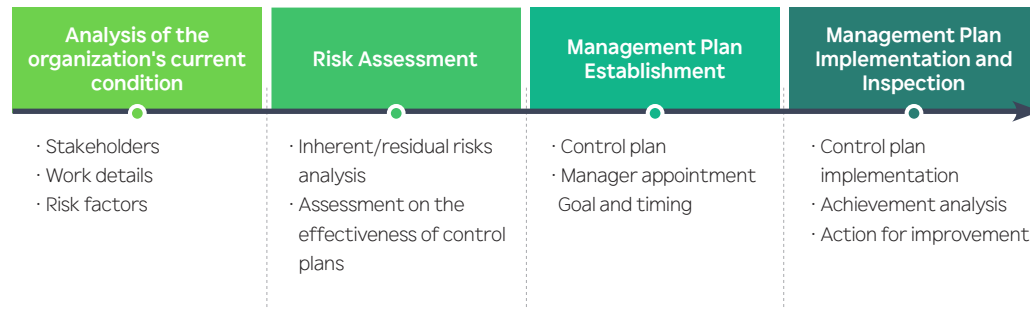 Analysis of the
organization's current
condition
Risk Assessment
Management Plan
Establishment
Management Plan
Implementation and
Inspection
· Stakeholders
· Work details
· Risk factors
· Inherent/residual risks
analysis
· Assessment on the
effectiveness of control
plans
· Control plan
· Manager appointment
Goal and timing
· Control plan
implementation
· Achievement analysis
· Action for improvement